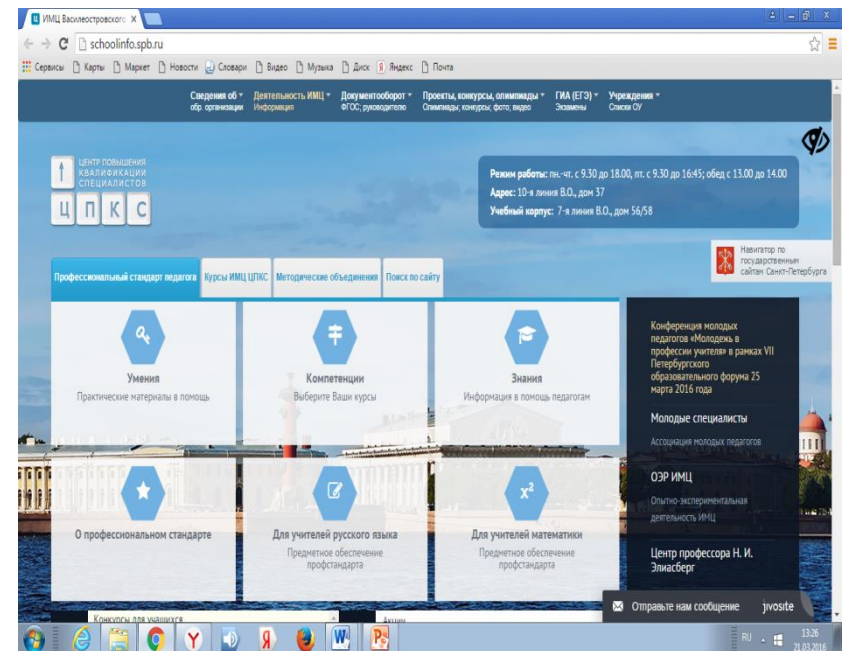 ИМЦ Василеостровского
schoolinfo.spb.ru
Сервисы Карты Маркет Новости Словари Видео Музыка Диск Яндекс Почта
Сведения об Деятельность ИМЦ Документооборот Проекты, конкурсы, олимпиады ГИА (ЕГЭ) Учреждения
обр. организации Информация ФГОС; руководителю Олимпиады; конкурсы; фото; видео Экзамены Списки ОУ
ЦЕНТР ПОВЫШЕНИЯ
КВАЛИФИКАЦИИ
СПЕЦИАЛИСТОВ
Ц П К С
Режим работы: пн.-чт. с 9.30 до 18.00, пт. с 9.30 до 16:45; обед с 13.00 до 14.00
Адрес: 10-я линия В.О., дом 37
Учебный корпус: 7-я линия В.О., дом 56/58
Навигатор по
государственным
сайтам Санкт-Петербурга
Профессиональный стандарт педагога Курсы ИМЦ ЦПКС Методические объединения Поиск по сайту
Умения
Практические материалы в помощь
Компетенции
Выберите Ваши курсы
Знания
Информация в помощь педагогам
О профессиональном стандарте
Для учителей русского языка
Предметное обеспечение
профстандарта
x²
Для учителей математики
Предметное обеспечение
профстандарта
Конференция молодых
педагогов «Молодежь в
профессии учителя» в рамках VII
Петербургского
образовательного форума 25
марта 2016 года
Молодые специалисты
Ассоциация молодых педагогов
ОЭР ИМЦ
Опытно-экспериментальная
деятельность ИМЦ
Центр профессора Н. И.
Элиасберг
Конкурсы для учащихся
Акции
Отправьте нам сообщение jivosite
RU
13:26
21.03.2016